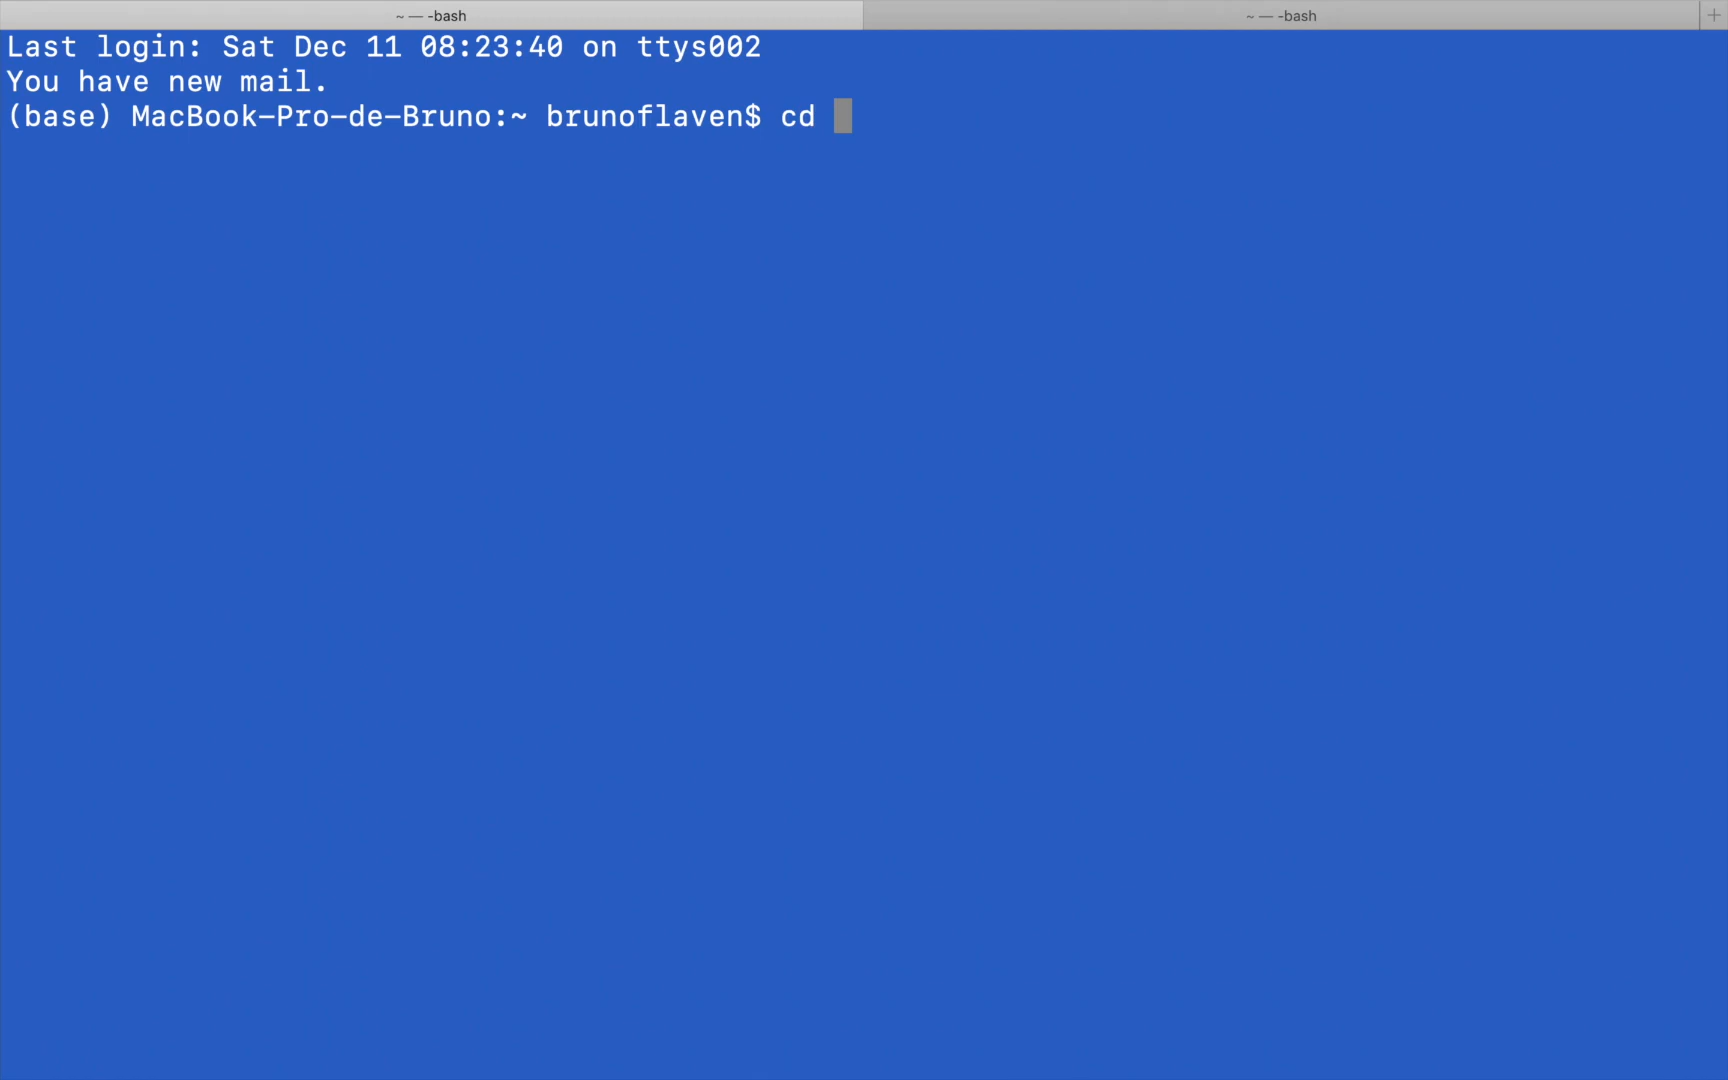 ~ — -bash
~ — -bash
Last login: Sat Dec 11 08:23:40 on ttys002
You have new mail.
(base) MacBook-Pro-de-Bruno:~ brunoflaven$ cd